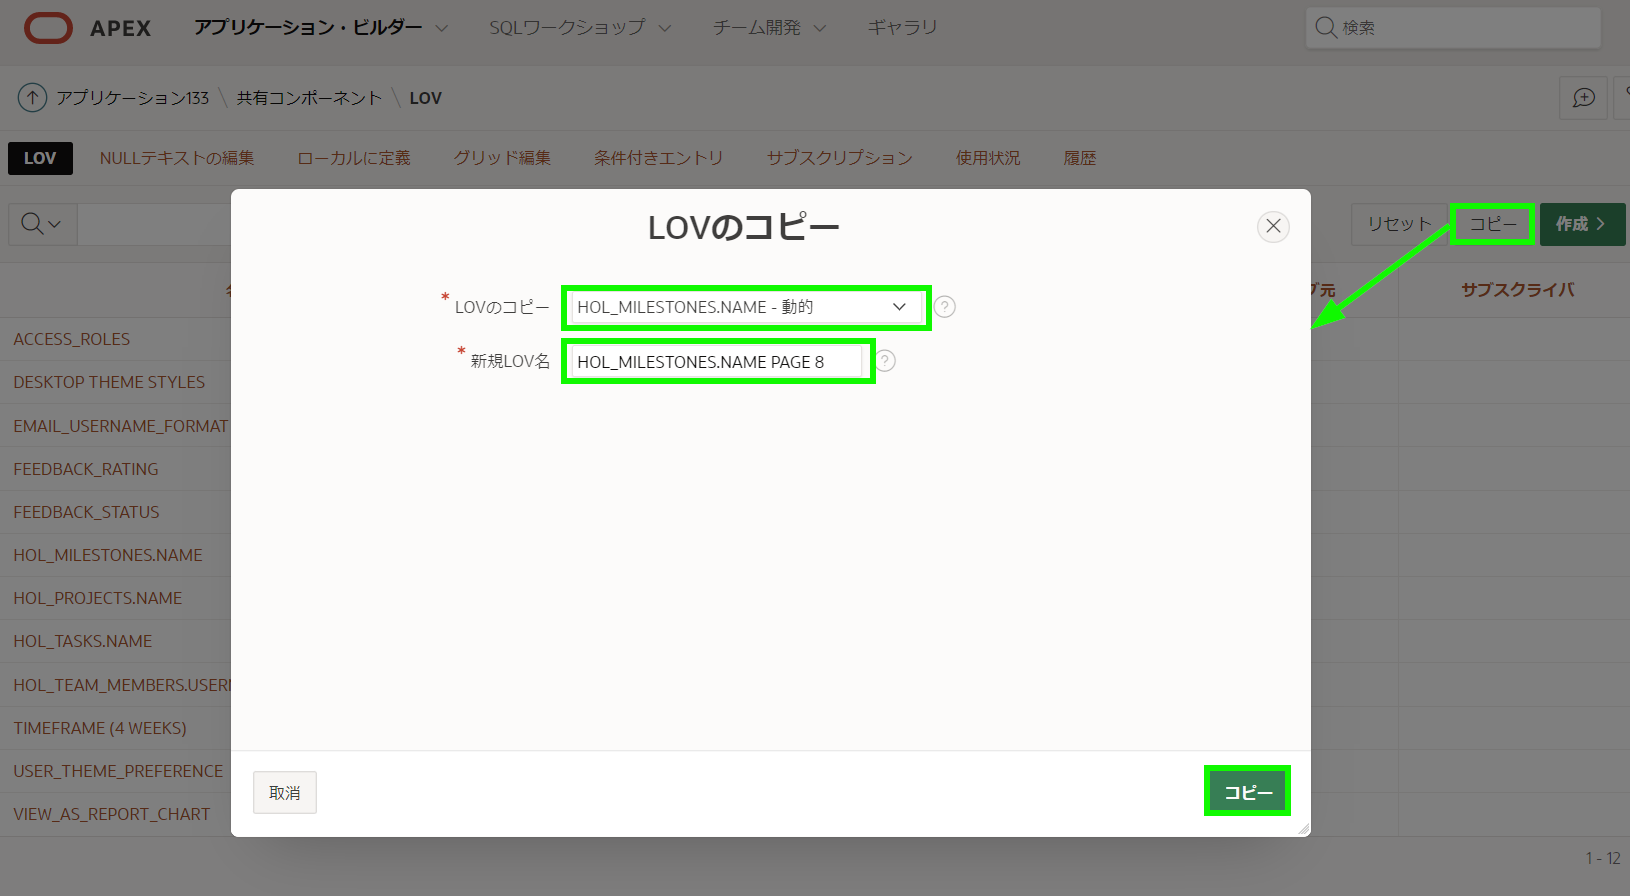 APEX アプリケーション・ビルダー SQLワークショップ チーム開発 ギャラリ 検索
アプリケーション133 \ 共有コンポーネント \ LOV
LOV NULLテキストの編集 ローカルに定義 グリッド編集 条件付きエントリ サブスクリプション 使用状況 履歴
リセット コピー 作成
サブスクライバ
LOVのコピー
* LOVのコピー HOL_MILESTONES.NAME - 動的 ?
* 新規LOV名 HOL_MILESTONES.NAME PAGE 8 ?
取消 コピー
ACCESS_ROLES
DESKTOP THEME STYLES
EMAIL_USERNAME_FORMAT
FEEDBACK_RATING
FEEDBACK_STATUS
HOL_MILESTONES.NAME
HOL_PROJECTS.NAME
HOL_TASKS.NAME
HOL_TEAM_MEMBERS.USER
TIMEFRAME (4 WEEKS)
USER_THEME_PREFERENCE
VIEW_AS_REPORT_CHART
1 - 12